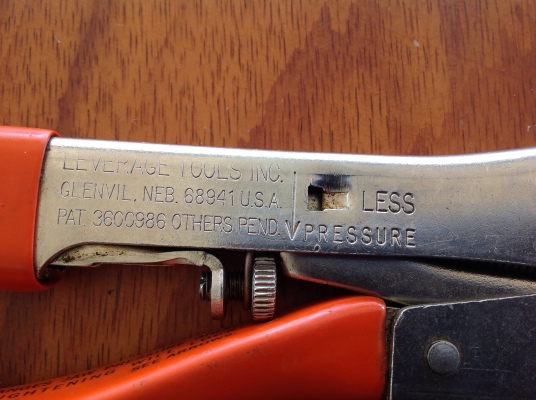 LEVERAGE TOOLS INC.
GLENVIL, NEB. 68941 U.S.A.
PAT. 3600986 OTHERS PEND.
LESS
PRESSURE